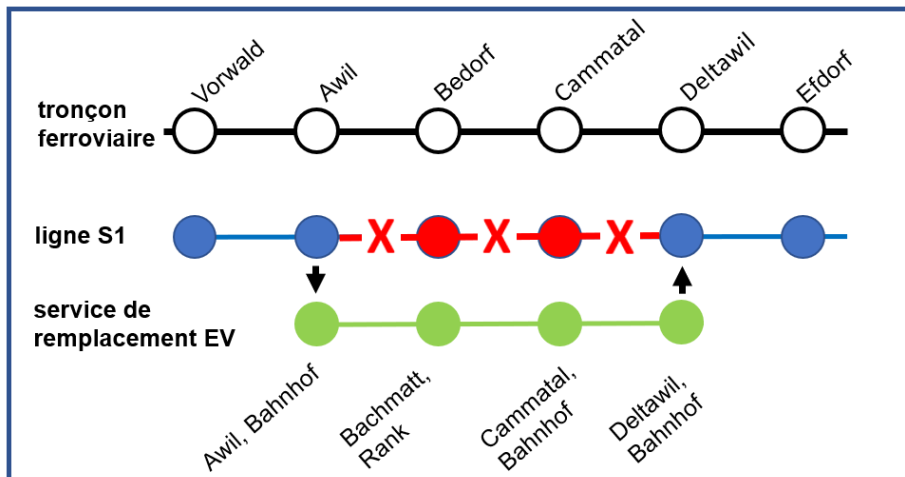 Vorwald
Awil
Bedorf
Cammatal
Deltawil
Efdorf
tronçon
ferroviaire
ligne S1
X X X
service de
remplacement EV
Awil, Bahnhof
Bachmatt,
Rank
Cammatal,
Bahnhof
Deltawil,
Bahnhof